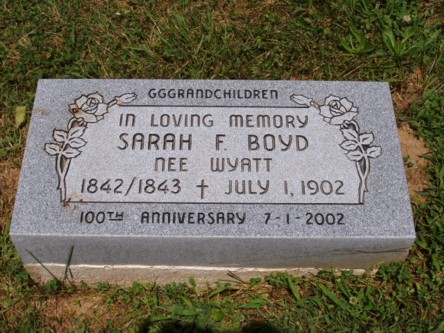 GGGRANDCHILDREN
IN LOVING MEMORY
SARAH F. BOYD
NEE WYATT
1842/1843 † JULY 1, 1902
100TH ANNIVERSARY 7-1-2002